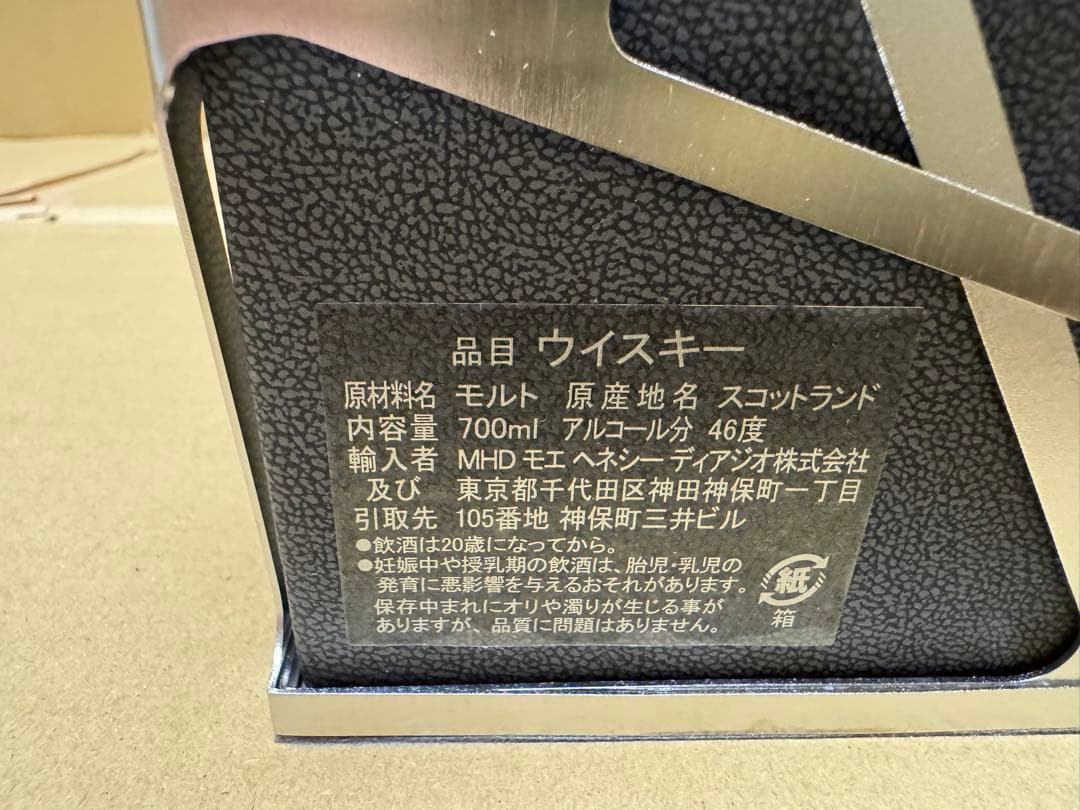 品目 ウイスキー
原材料名 モルト 原産地名 スコットランド
内容量 700ml アルコール分 46度
輸入者 MHD モエ ヘネシー ディアジオ株式会社
及び 東京都千代田区神田神保町一丁目
引取先 105番地 神保町三井ビル
●飲酒は20歳になってから。
●妊娠中や授乳期の飲酒は、胎児・乳児の
発育に悪影響を与えるおそれがあります。
保存中まれにオリや濁りが生じる事が
ありますが、品質に問題はありません。
紙
箱